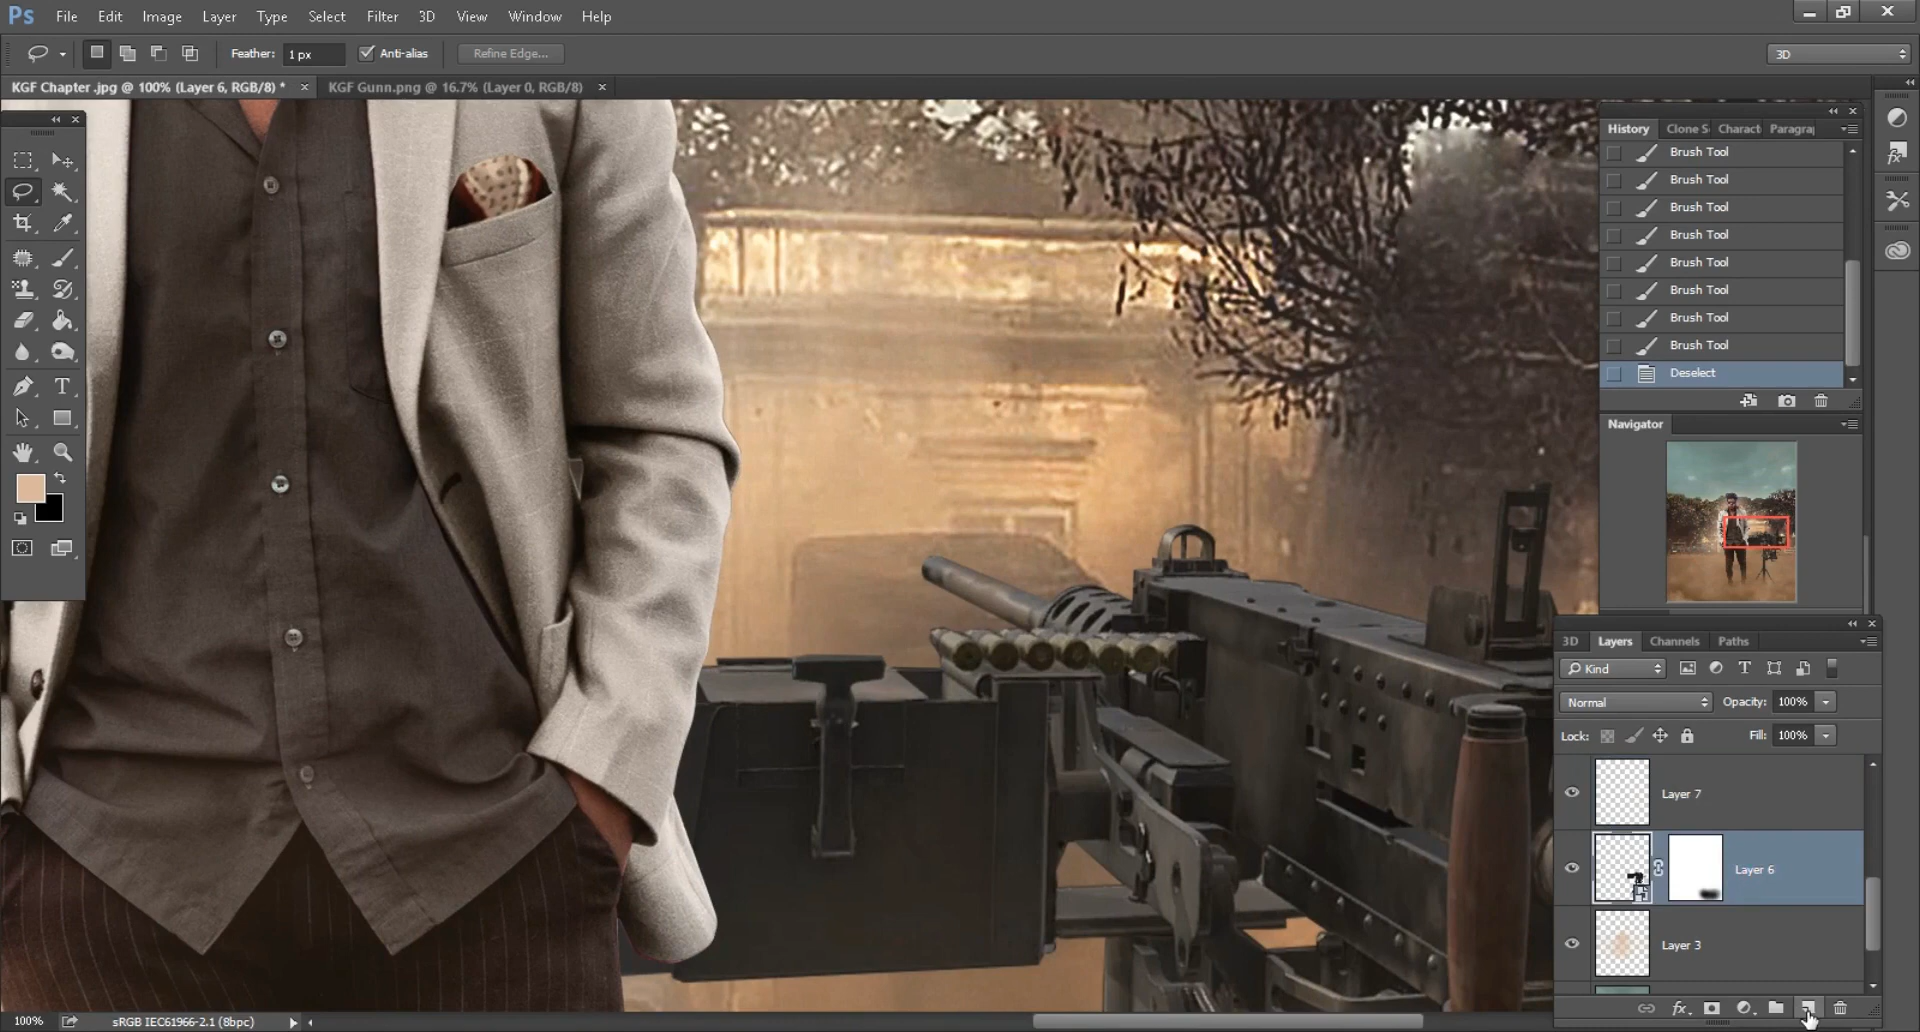 Ps File Edit Image Layer Type Select Filter 3D View Window Help
Feather: 1 px Anti-alias Refine Edge... 3D
KGF Chapter .jpg @ 100% (Layer 6, RGB/8) * × KGF Gunn.png @ 16.7% (Layer 0, RGB/8) ×
History Clone S Charact Paragra
Brush Tool
Brush Tool
Brush Tool
Brush Tool
Brush Tool
Brush Tool
Brush Tool
Brush Tool
Deselect
Navigator
3D Layers Channels Paths
Kind
Normal Opacity: 100%
Lock: Fill: 100%
Layer 7
Layer 6
Layer 3
100% sRGB IEC61966-2.1 (8bpc)